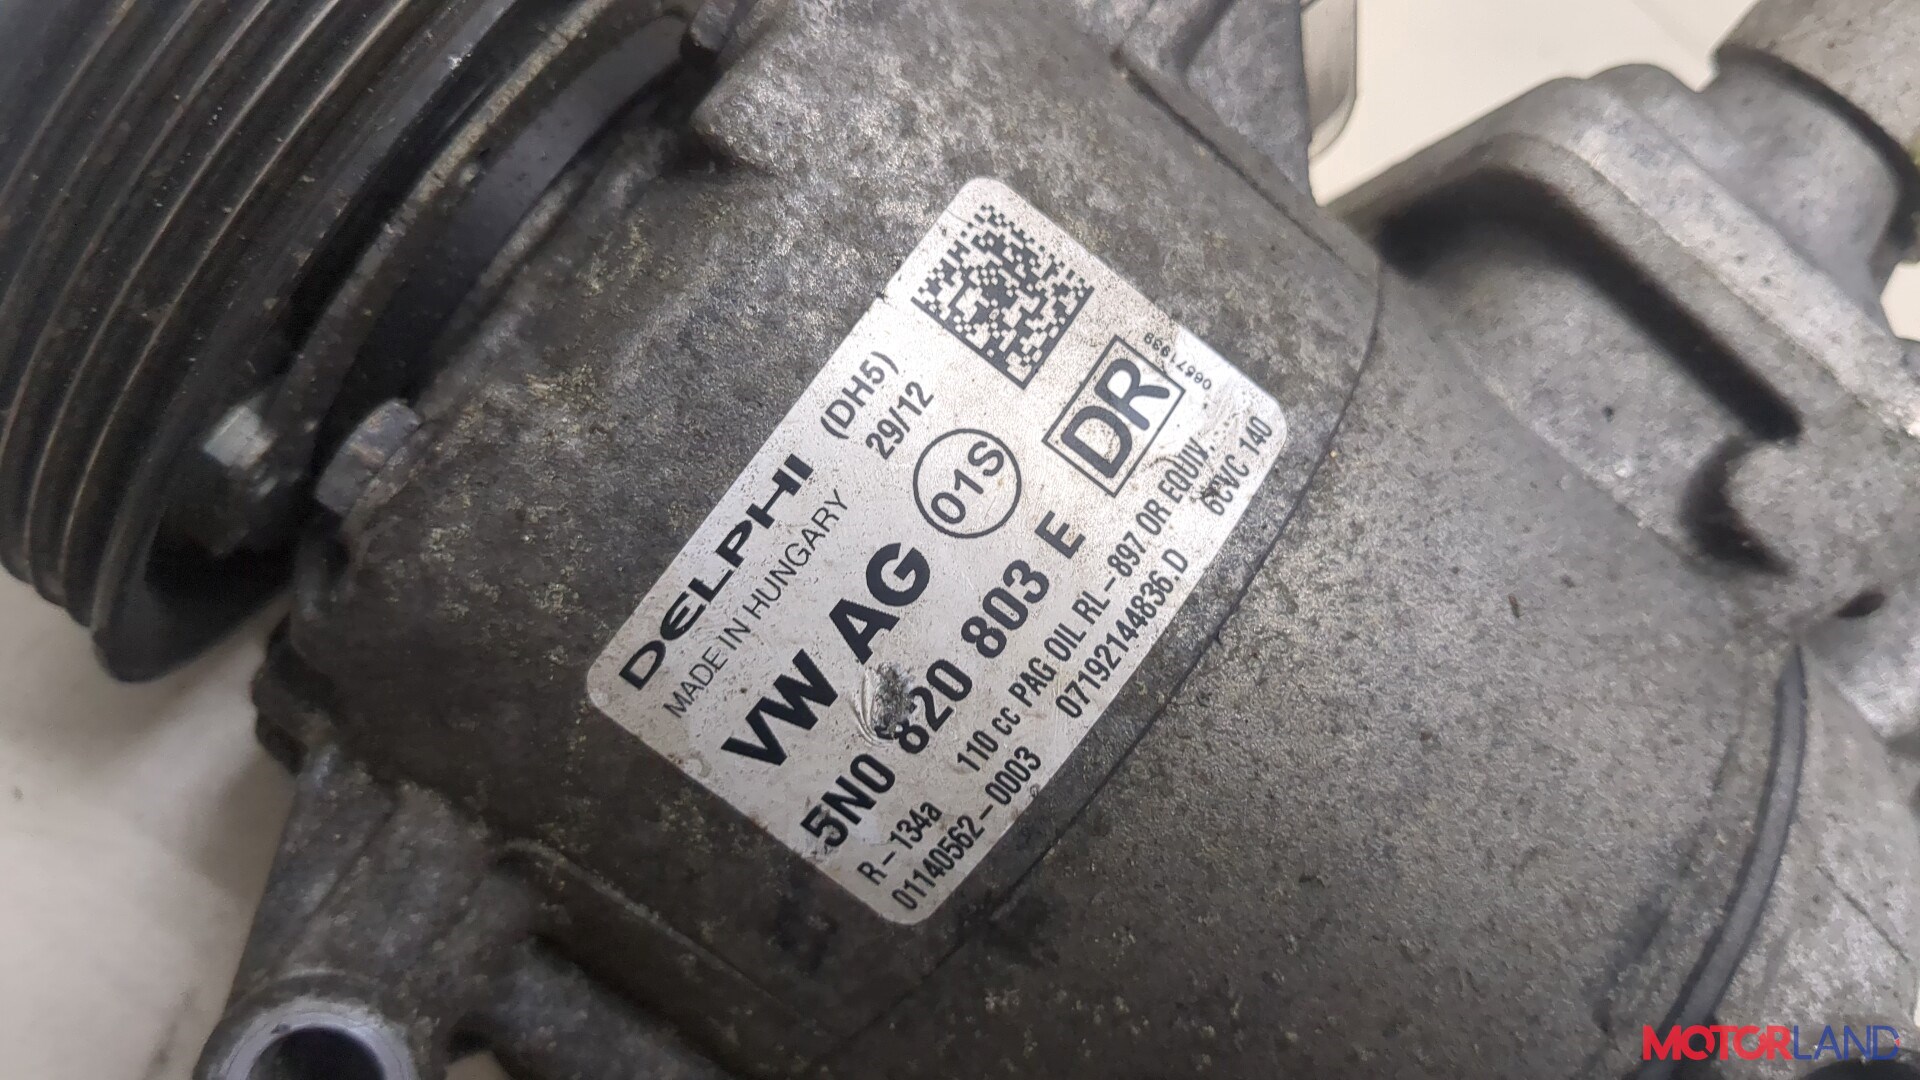 DELPHI (DH5)
MADE IN HUNGARY 29/12
VW AG 01S DR 06571938
5N0 820 803 E
R-134a 110 cc PAG OIL RL-897 OR EQUIV.
01140562-0003 07192144836.D 6CVC 140
MOTORLAND